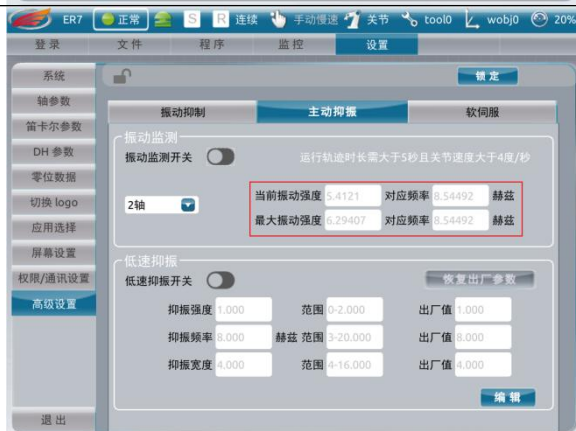 ER7 正常 S R 连续 手动慢速 关节 tool0 wobj0 20%
登录 文件 程序 监控 设置
系统
轴参数
笛卡尔参数
DH 参数
零位数据
切换 logo
应用选择
屏幕设置
权限/通讯设置
高级设置
退出
锁定
振动抑制 主动抑振 软伺服
振动监测
振动监测开关 运行轨迹时长需大于5秒且关节速度大于4度/秒
2轴
当前振动强度 5.4121 对应频率 8.54492 赫兹
最大振动强度 6.29407 对应频率 8.54492 赫兹
低速抑振
低速抑振开关 恢复出厂参数
抑振强度 1.000 范围 0-2.000 出厂值 1.000
抑振频率 8.000 赫兹 范围 3-20.000 出厂值 8.000
抑振宽度 4.000 范围 4-16.000 出厂值 4.000
编辑